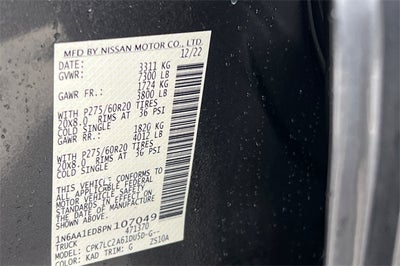 MFD BY NISSAN MOTOR CO., LTD.
DATE: 12/22
GVWR: 3311 KG
7300 LB
GAWR FR.: 1724 KG
3800 LB
WITH P275/60R20 TIRES
20X8.0 RIMS AT 36 PSI
COLD SINGLE
GAWR RR.: 1820 KG
4012 LB
WITH P275/60R20 TIRES
20X8.0 RIMS AT 36 PSI
COLD SINGLE
THIS VEHICLE CONFORMS TO
ALL APPLICABLE FEDERAL
MOTOR VEHICLE SAFETY
STANDARDS IN EFFECT ON
THE DATE OF MANUFACTURE
SHOWN ABOVE.
1N6AA1ED8PN107049
471370
MODEL:
COLOR: KAD TRIM: G ZS10A